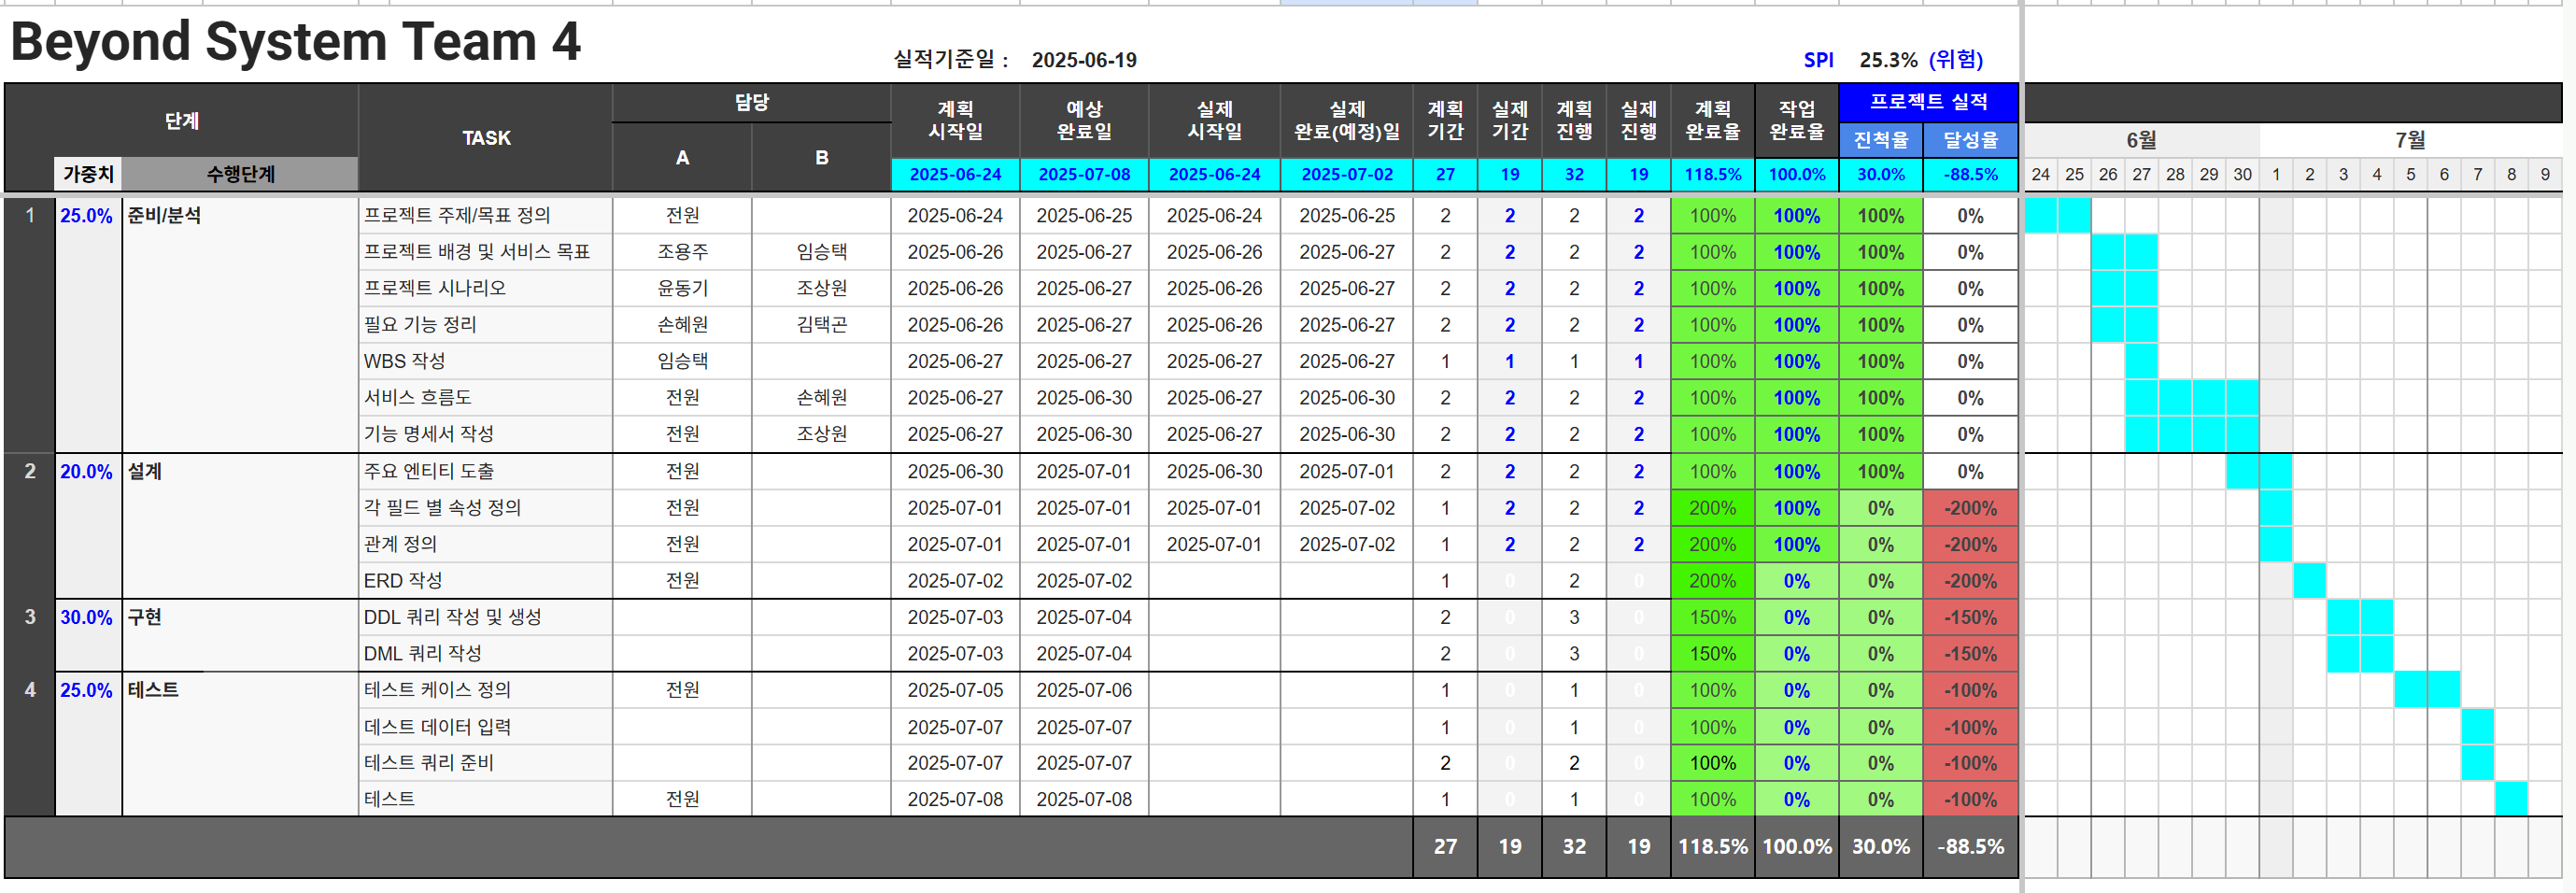 Beyond System Team 4
실적기준일 : 2025-06-19 SPI 25.3% (위험)
단계 TASK 담당 계획 시작일 예상 완료일 실제 시작일 실제 완료(예정)일 계획 기간 실제 기간 계획 진행 실제 진행 계획 완료율 작업 완료율 프로젝트 실적
A B 진척율 달성율 6월 7월
가중치 수행단계 2025-06-24 2025-07-08 2025-06-24 2025-07-02 27 19 32 19 118.5% 100.0% 30.0% -88.5% 24 25 26 27 28 29 30 1 2 3 4 5 6 7 8 9
1 25.0% 준비/분석 프로젝트 주제/목표 정의 전원 2025-06-24 2025-06-25 2025-06-24 2025-06-25 2 2 2 2 100% 100% 100% 0%
프로젝트 배경 및 서비스 목표 조용주 임승택 2025-06-26 2025-06-27 2025-06-26 2025-06-27 2 2 2 2 100% 100% 100% 0%
프로젝트 시나리오 윤동기 조상원 2025-06-26 2025-06-27 2025-06-26 2025-06-27 2 2 2 2 100% 100% 100% 0%
필요 기능 정리 손혜원 김택곤 2025-06-26 2025-06-27 2025-06-26 2025-06-27 2 2 2 2 100% 100% 100% 0%
WBS 작성 임승택 2025-06-27 2025-06-27 2025-06-27 2025-06-27 1 1 1 1 100% 100% 100% 0%
서비스 흐름도 전원 손혜원 2025-06-27 2025-06-30 2025-06-27 2025-06-30 2 2 2 2 100% 100% 100% 0%
기능 명세서 작성 전원 조상원 2025-06-27 2025-06-30 2025-06-27 2025-06-30 2 2 2 2 100% 100% 100% 0%
2 20.0% 설계 주요 엔티티 도출 전원 2025-06-30 2025-07-01 2025-06-30 2025-07-01 2 2 2 2 100% 100% 100% 0%
각 필드 별 속성 정의 전원 2025-07-01 2025-07-01 2025-07-01 2025-07-02 1 2 2 2 200% 100% 0% -200%
관계 정의 전원 2025-07-01 2025-07-01 2025-07-01 2025-07-02 1 2 2 2 200% 100% 0% -200%
ERD 작성 전원 2025-07-02 2025-07-02 1 0 2 0 200% 0% 0% -200%
3 30.0% 구현 DDL 쿼리 작성 및 생성 2025-07-03 2025-07-04 2 0 3 0 150% 0% 0% -150%
DML 쿼리 작성 2025-07-03 2025-07-04 2 0 3 0 150% 0% 0% -150%
4 25.0% 테스트 테스트 케이스 정의 전원 2025-07-05 2025-07-06 1 0 1 0 100% 0% 0% -100%
데스트 데이터 입력 2025-07-07 2025-07-07 1 0 1 0 100% 0% 0% -100%
테스트 쿼리 준비 2025-07-07 2025-07-07 2 0 2 0 100% 0% 0% -100%
테스트 전원 2025-07-08 2025-07-08 1 0 1 0 100% 0% 0% -100%
27 19 32 19 118.5% 100.0% 30.0% -88.5%